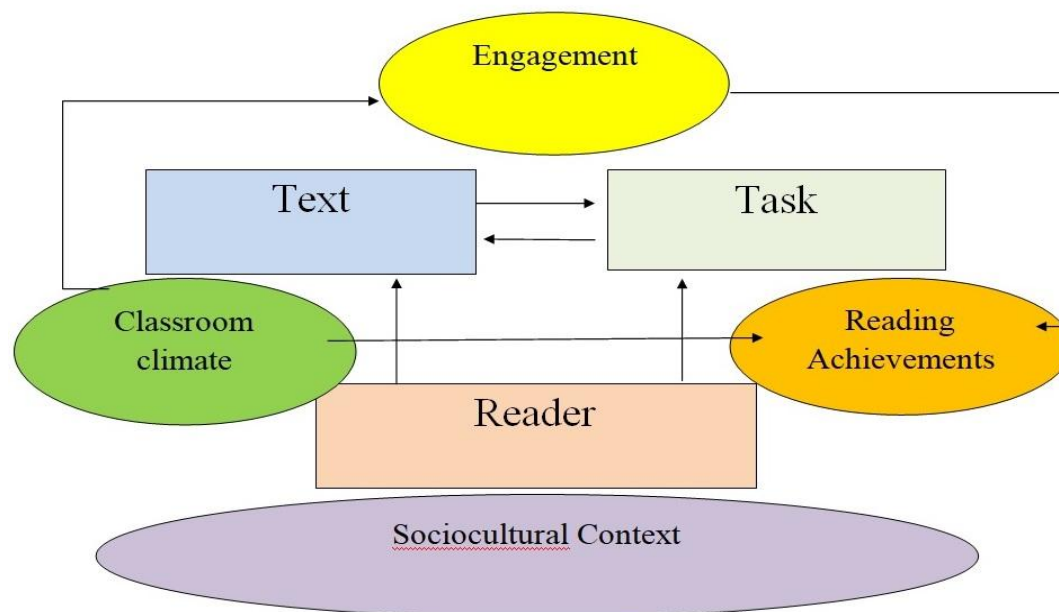 Engagement
Text
Task
Classroom
climate
Reading
Achievements
Reader
Sociocultural Context